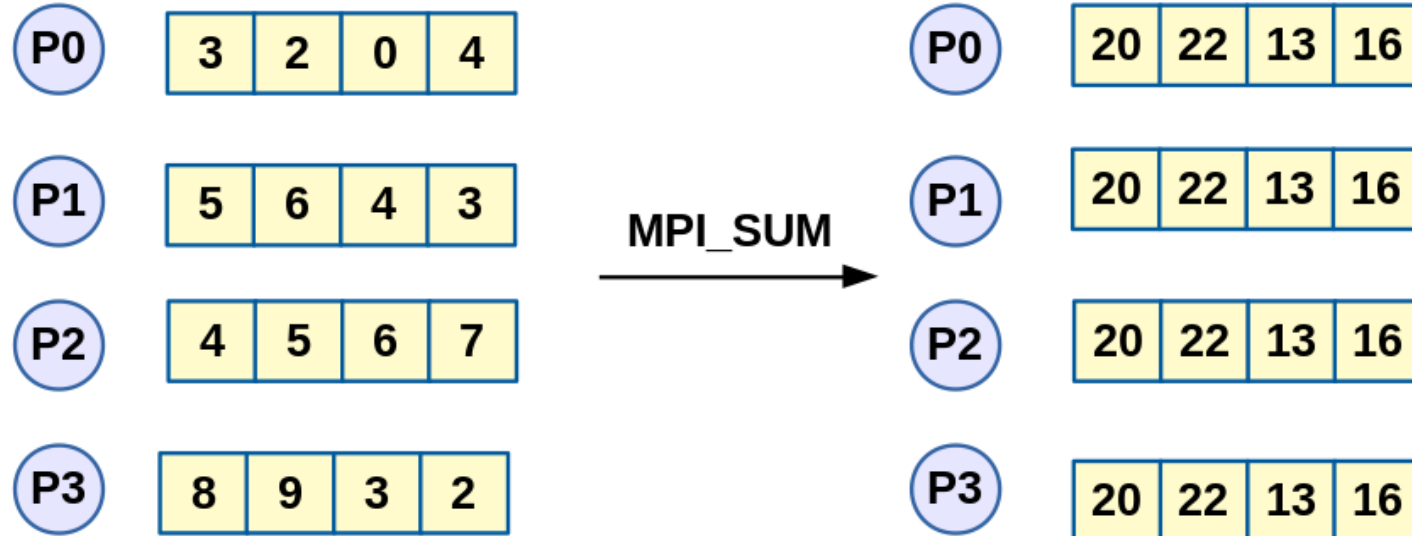 P0 3 2 0 4 P0 20 22 13 16
P1 5 6 4 3 P1 20 22 13 16
MPI_SUM
P2 4 5 6 7 P2 20 22 13 16
P3 8 9 3 2 P3 20 22 13 16